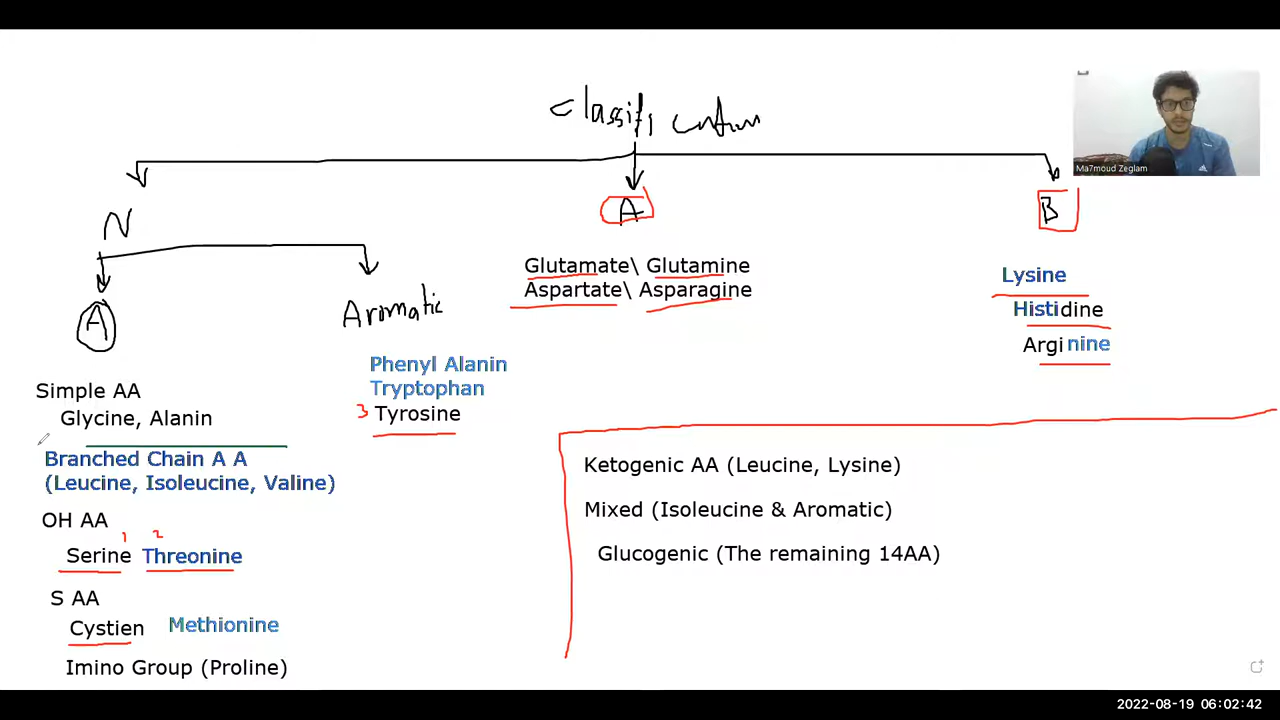 Classification
N
A
B
A
Aromatic
Glutamate\ Glutamine
Aspartate\ Asparagine
Lysine
Histidine
Arginine
Simple AA
Glycine, Alanin
Branched Chain A A
(Leucine, Isoleucine, Valine)
OH AA
1 2
Serine Threonine
S AA
Cystien Methionine
Imino Group (Proline)
Phenyl Alanin
Tryptophan
3 Tyrosine
Ketogenic AA (Leucine, Lysine)
Mixed (Isoleucine & Aromatic)
Glucogenic (The remaining 14AA)
Ma7moud Zeglam
2022-08-19 06:02:42